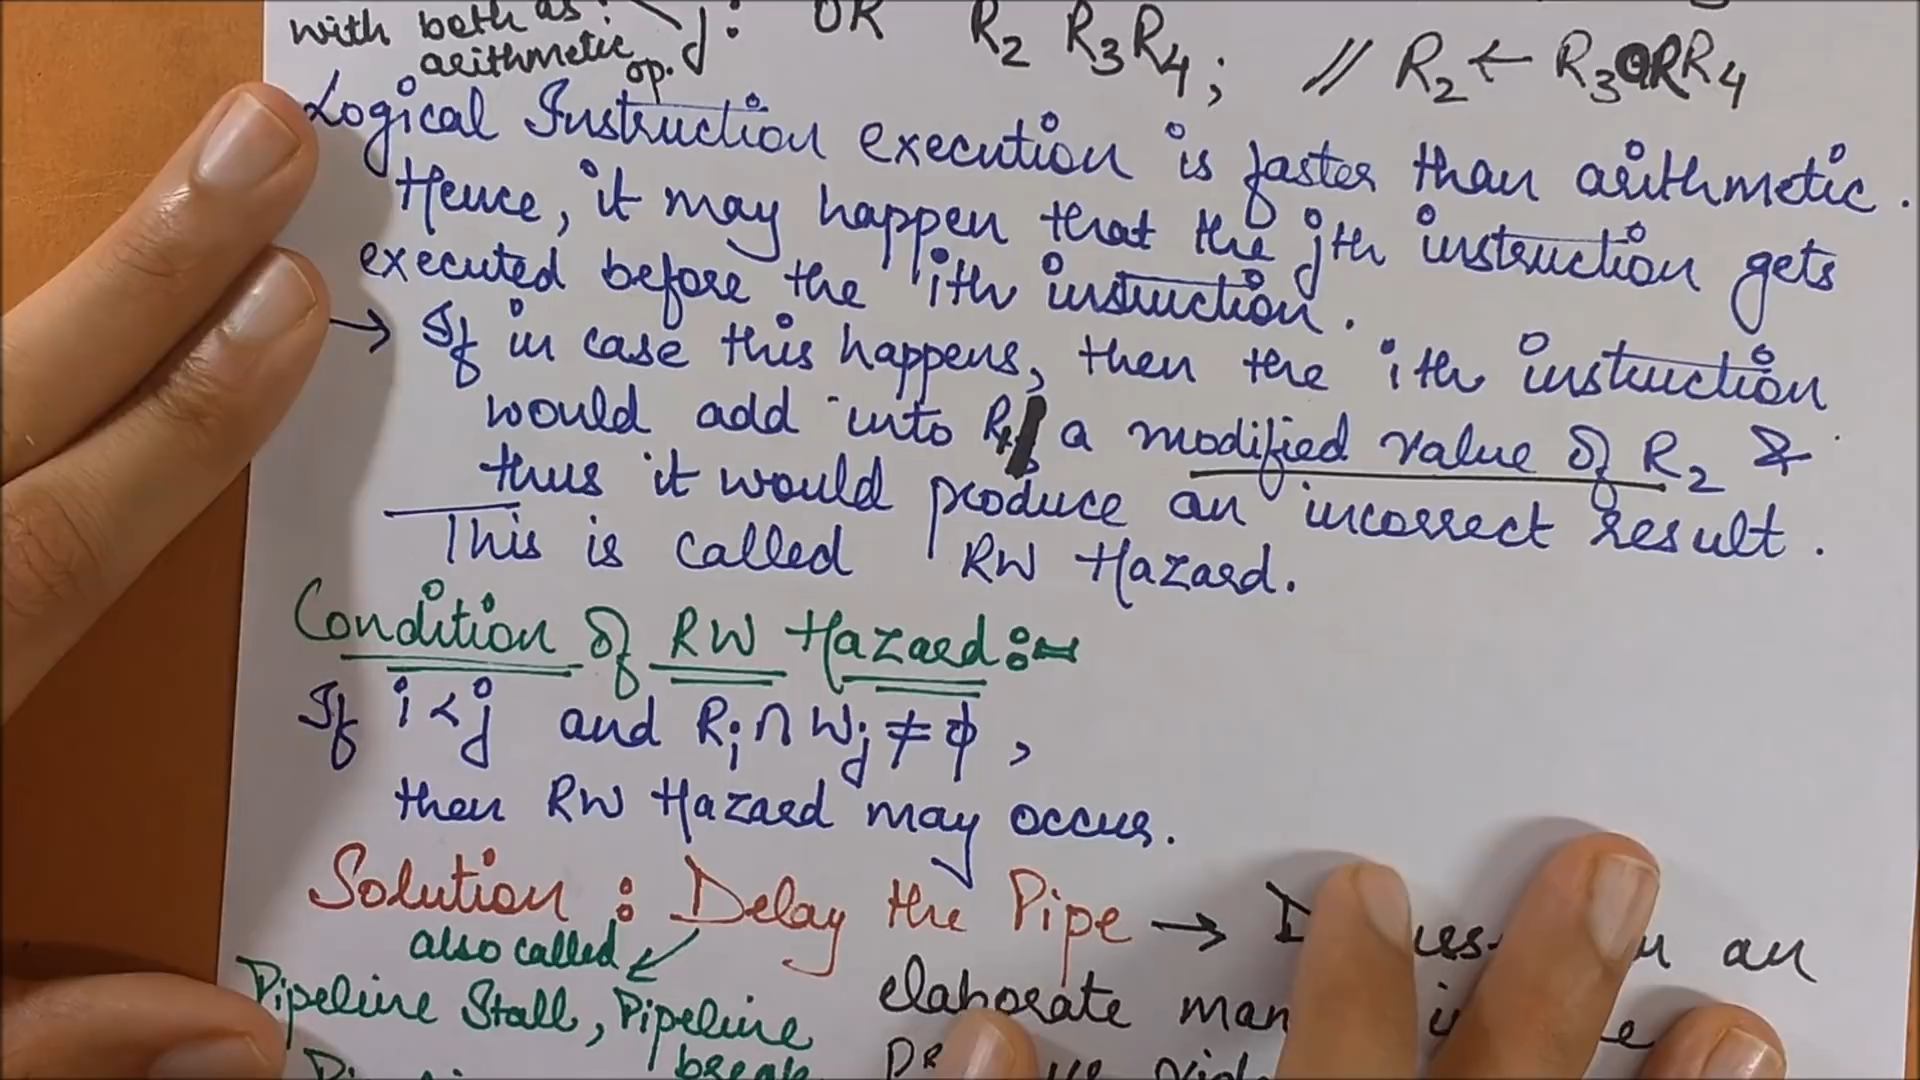 with both as
arithmetic
op.
j: OR R2 R3 R4; // R2 ← R3 OR R4
Logical Instruction execution is faster than arithmetic.
Hence, it may happen that the jth instruction gets
executed before the ith instruction.
→ If in case this happens, then the ith instruction
would add into a modified value of R2 &
thus it would produce an incorrect result.
This is called RW Hazard.
Condition of RW Hazard :-
If i < j and Ri ∩ Wj ≠ ϕ,
then RW Hazard may occur.
Solution : Delay the Pipe → an
also called
elaborate
Pipeline Stall, Pipeline
break